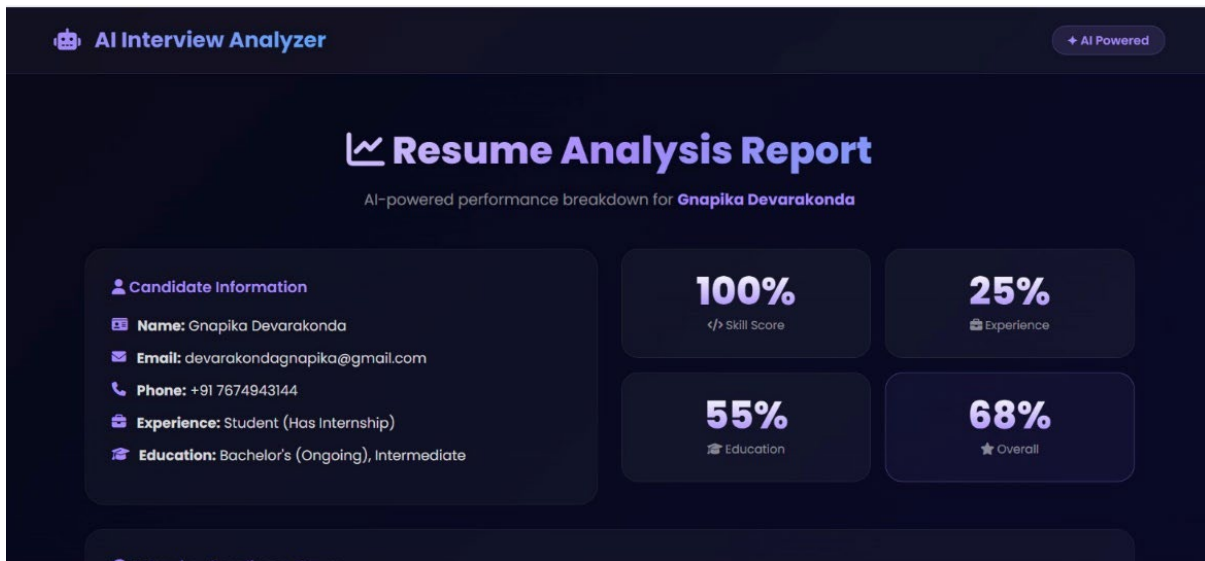 AI Interview Analyzer
✦ AI Powered
Resume Analysis Report
AI-powered performance breakdown for Gnapika Devarakonda
Candidate Information
Name: Gnapika Devarakonda
Email: devarakondagnapika@gmail.com
Phone: +91 7674943144
Experience: Student (Has Internship)
Education: Bachelor's (Ongoing), Intermediate
100%
</> Skill Score
25%
Experience
55%
Education
68%
Overall